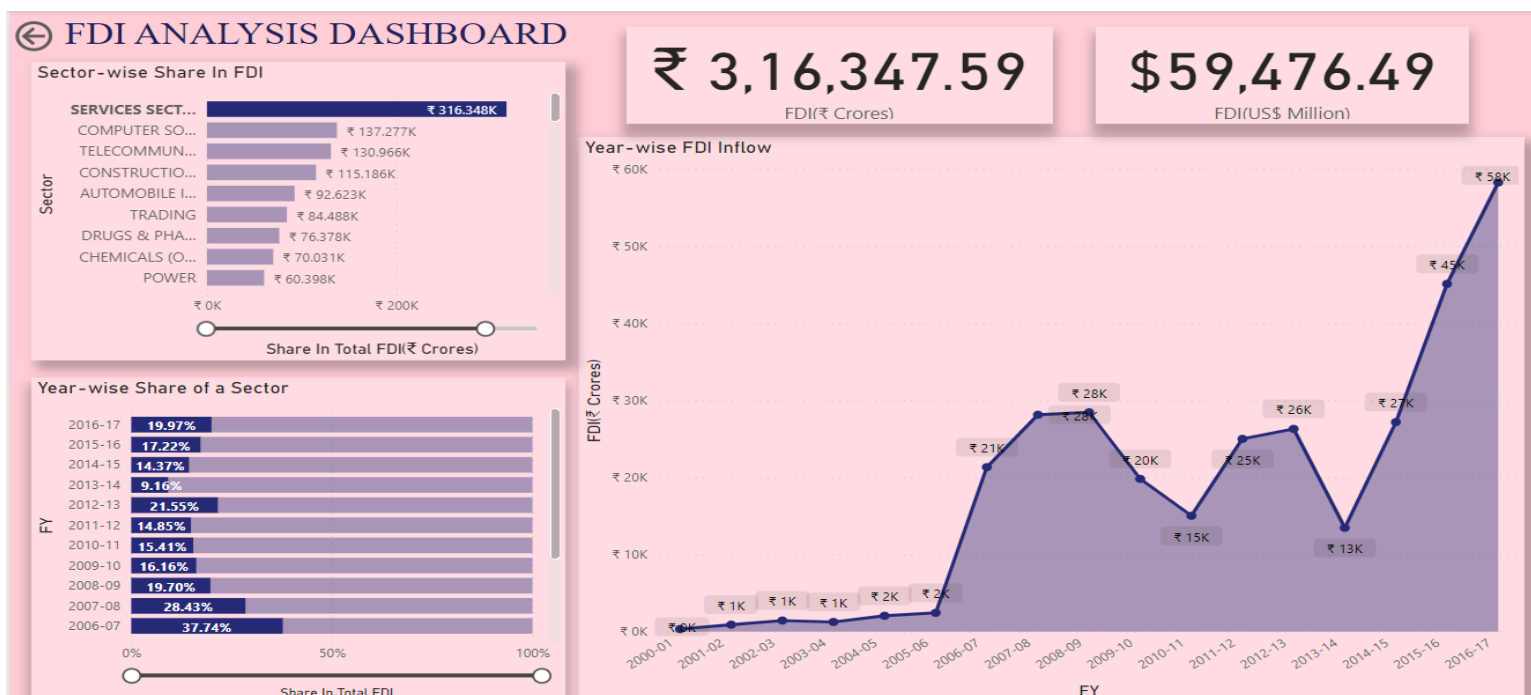 FDI ANALYSIS DASHBOARD
₹ 3,16,347.59
FDI(₹ Crores)
$59,476.49
FDI(US$ Million)
Sector-wise Share In FDI
Sector
SERVICES SECT... ₹ 316.348K
COMPUTER SO... ₹ 137.277K
TELECOMMUN... ₹ 130.966K
CONSTRUCTIO... ₹ 115.186K
AUTOMOBILE I... ₹ 92.623K
TRADING ₹ 84.488K
DRUGS & PHA... ₹ 76.378K
CHEMICALS (O... ₹ 70.031K
POWER ₹ 60.398K
₹ 0K ₹ 200K
Share In Total FDI(₹ Crores)
Year-wise Share of a Sector
FY
2016-17 19.97%
2015-16 17.22%
2014-15 14.37%
2013-14 9.16%
2012-13 21.55%
2011-12 14.85%
2010-11 15.41%
2009-10 16.16%
2008-09 19.70%
2007-08 28.43%
2006-07 37.74%
0% 50% 100%
Share In Total FDI
Year-wise FDI Inflow
FDI(₹ Crores)
₹ 60K
₹ 50K
₹ 40K
₹ 30K
₹ 20K
₹ 10K
₹ 0K
₹ 0K ₹ 1K ₹ 1K ₹ 1K ₹ 2K ₹ 2K ₹ 21K ₹ 28K ₹ 28K ₹ 20K ₹ 15K ₹ 25K ₹ 26K ₹ 13K ₹ 27K ₹ 45K ₹ 58K
2000-01 2001-02 2002-03 2003-04 2004-05 2005-06 2006-07 2007-08 2008-09 2009-10 2010-11 2011-12 2012-13 2013-14 2014-15 2015-16 2016-17
FY